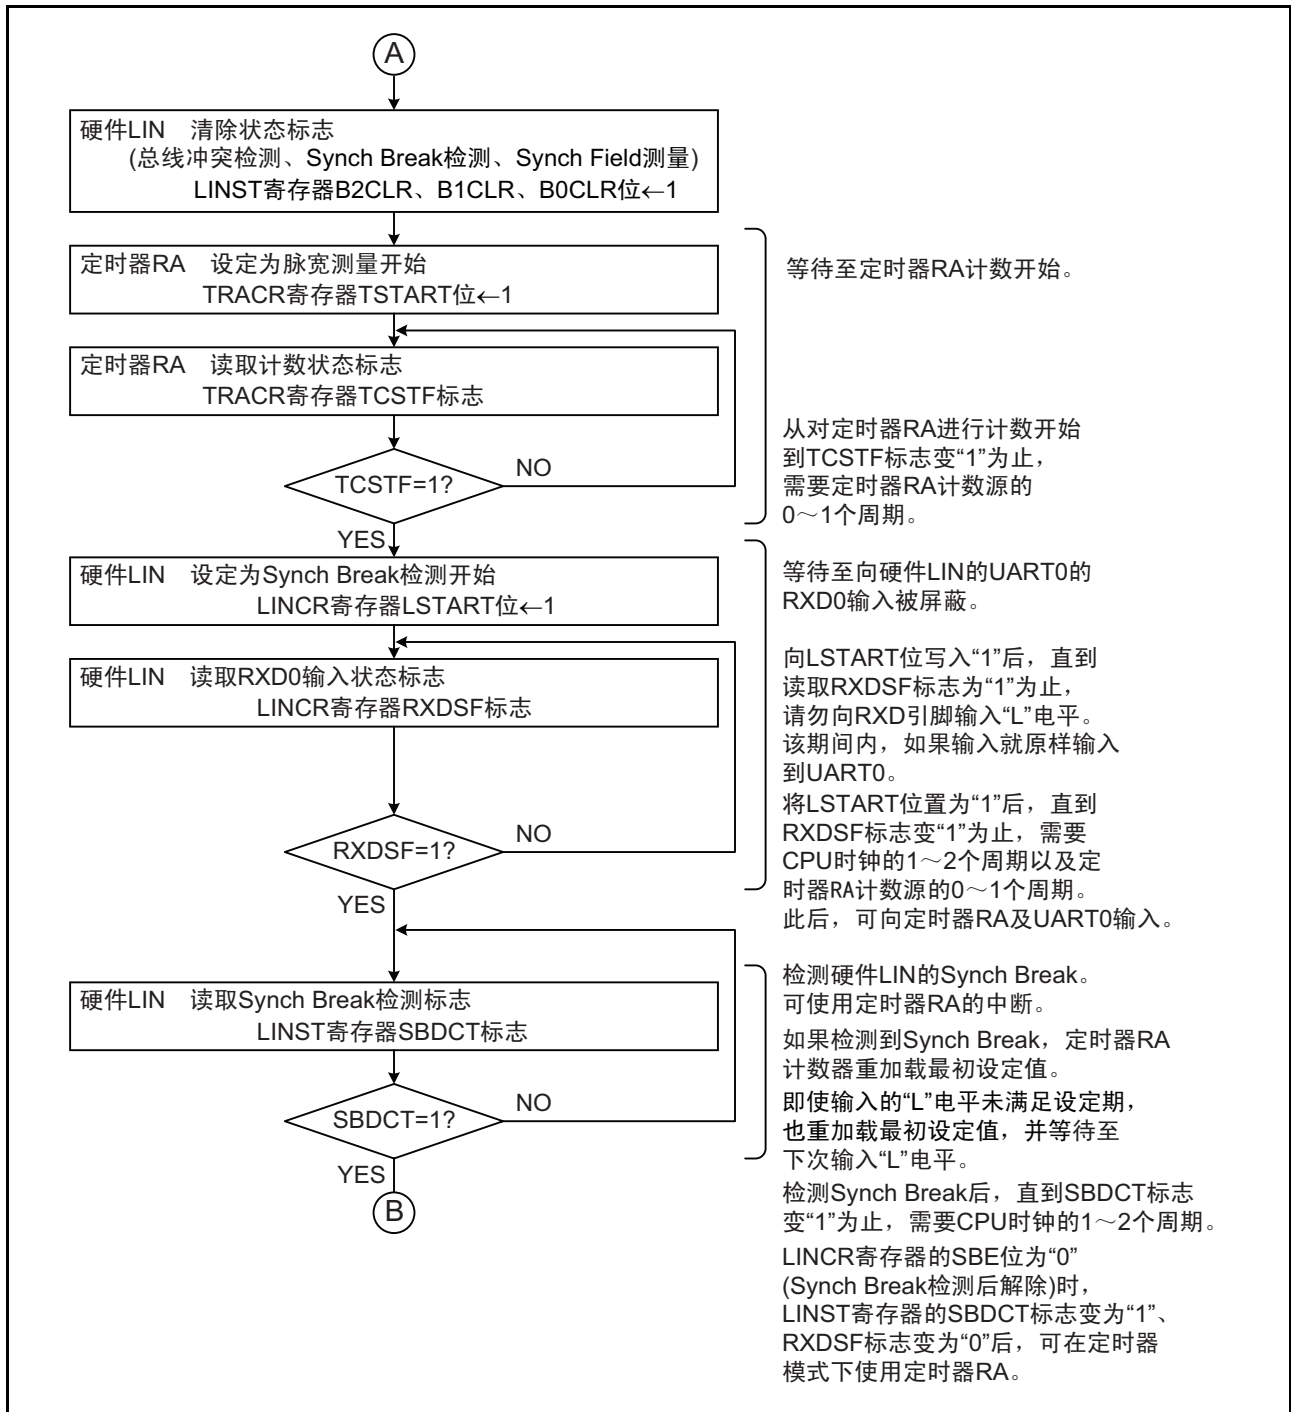 A
硬件LIN 清除状态标志
(总线冲突检测、Synch Break检测、Synch Field测量)
LINST寄存器B2CLR、B1CLR、B0CLR位←1
定时器RA 设定为脉宽测量开始
TRACR寄存器TSTART位←1
等待至定时器RA计数开始。
定时器RA 读取计数状态标志
TRACR寄存器TCSTF标志
TCSTF=1?
NO
YES
从对定时器RA进行计数开始
到TCSTF标志变“1”为止，
需要定时器RA计数源的
0～1个周期。
硬件LIN 设定为Synch Break检测开始
LINCR寄存器LSTART位←1
等待至向硬件LIN的UART0的
RXD0输入被屏蔽。
硬件LIN 读取RXD0输入状态标志
LINCR寄存器RXDSF标志
RXDSF=1?
NO
YES
向LSTART位写入“1”后，直到
读取RXDSF标志为“1”为止，
请勿向RXD引脚输入“L”电平。
该期间内，如果输入就原样输入
到UART0。
将LSTART位置为“1”后，直到
RXDSF标志变“1”为止，需要
CPU时钟的1～2个周期以及定
时器RA计数源的0～1个周期。
此后，可向定时器RA及UART0输入。
硬件LIN 读取Synch Break检测标志
LINST寄存器SBDCT标志
SBDCT=1?
NO
YES
B
检测硬件LIN的Synch Break。
可使用定时器RA的中断。
如果检测到Synch Break，定时器RA
计数器重加载最初设定值。
即使输入的“L”电平未满足设定期，
也重加载最初设定值，并等待至
下次输入“L”电平。
检测Synch Break后，直到SBDCT标志
变“1”为止，需要CPU时钟的1～2个周期。
LINCR寄存器的SBE位为“0”
(Synch Break检测后解除)时，
LINST寄存器的SBDCT标志变为“1”、
RXDSF标志变为“0”后，可在定时器
模式下使用定时器RA。